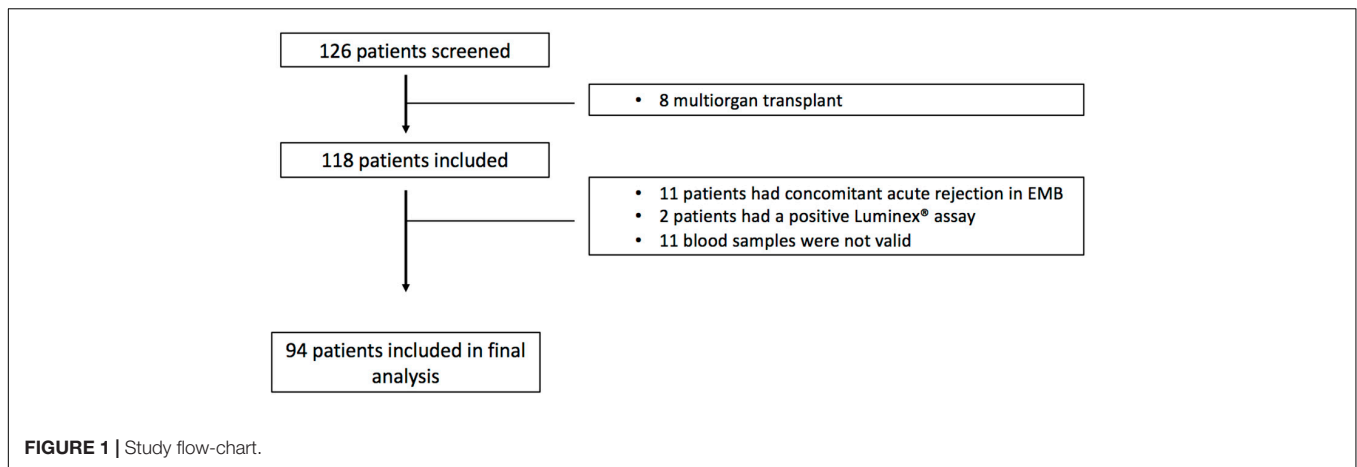 126 patients screened
• 8 multiorgan transplant
118 patients included
• 11 patients had concomitant acute rejection in EMB
• 2 patients had a positive Luminex® assay
• 11 blood samples were not valid
94 patients included in final
analysis
FIGURE 1 | Study flow-chart.